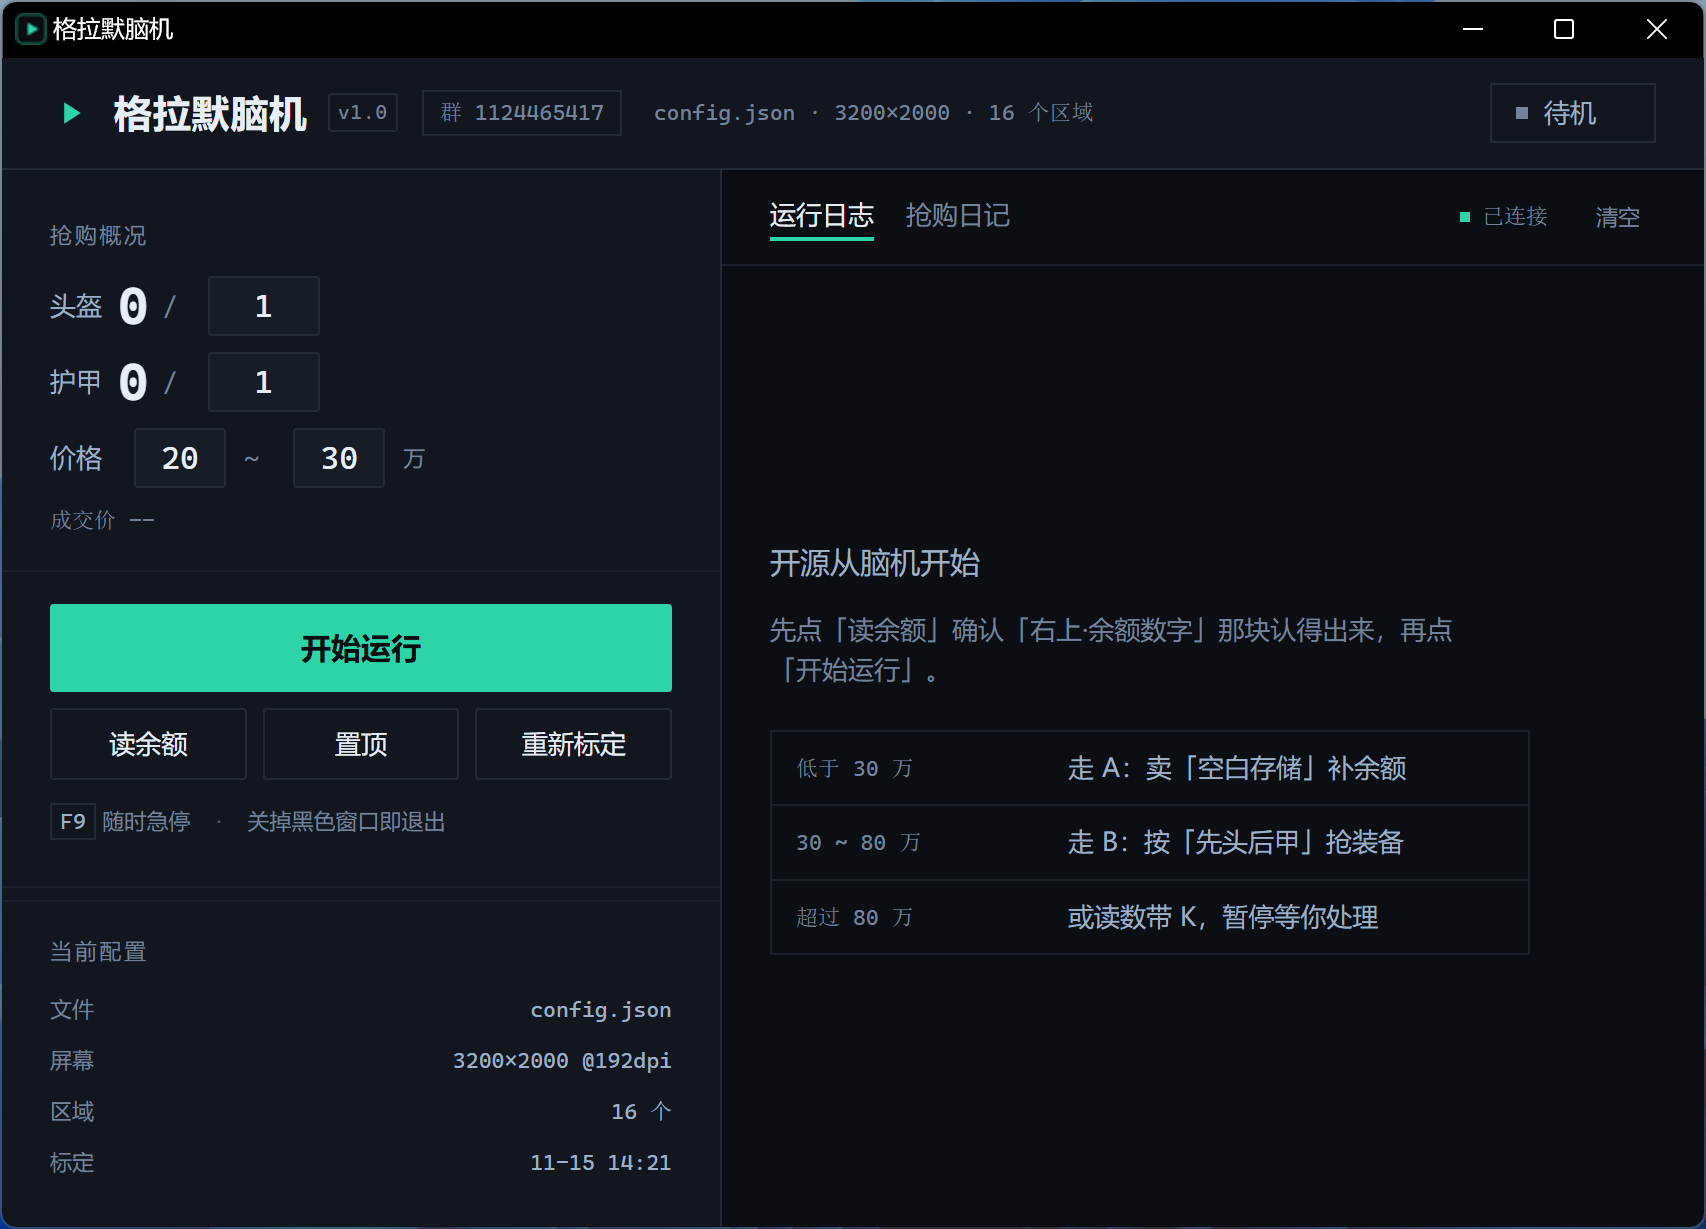 格拉默脑机
格拉默脑机 v1.0 群 1124465417 config.json · 3200×2000 · 16 个区域 待机
抢购概况
头盔 0 / 1
护甲 0 / 1
价格 20 ~ 30 万
成交价 --
开始运行
读余额 置顶 重新标定
F9 随时急停 · 关掉黑色窗口即退出
当前配置
文件 config.json
屏幕 3200×2000 @192dpi
区域 16 个
标定 11-15 14:21
运行日志 抢购日记 已连接 清空
开源从脑机开始
先点「读余额」确认「右上·余额数字」那块认得出来，再点
「开始运行」。
低于 30 万 走 A：卖「空白存储」补余额
30 ~ 80 万 走 B：按「先头后甲」抢装备
超过 80 万 或读数带 K，暂停等你处理